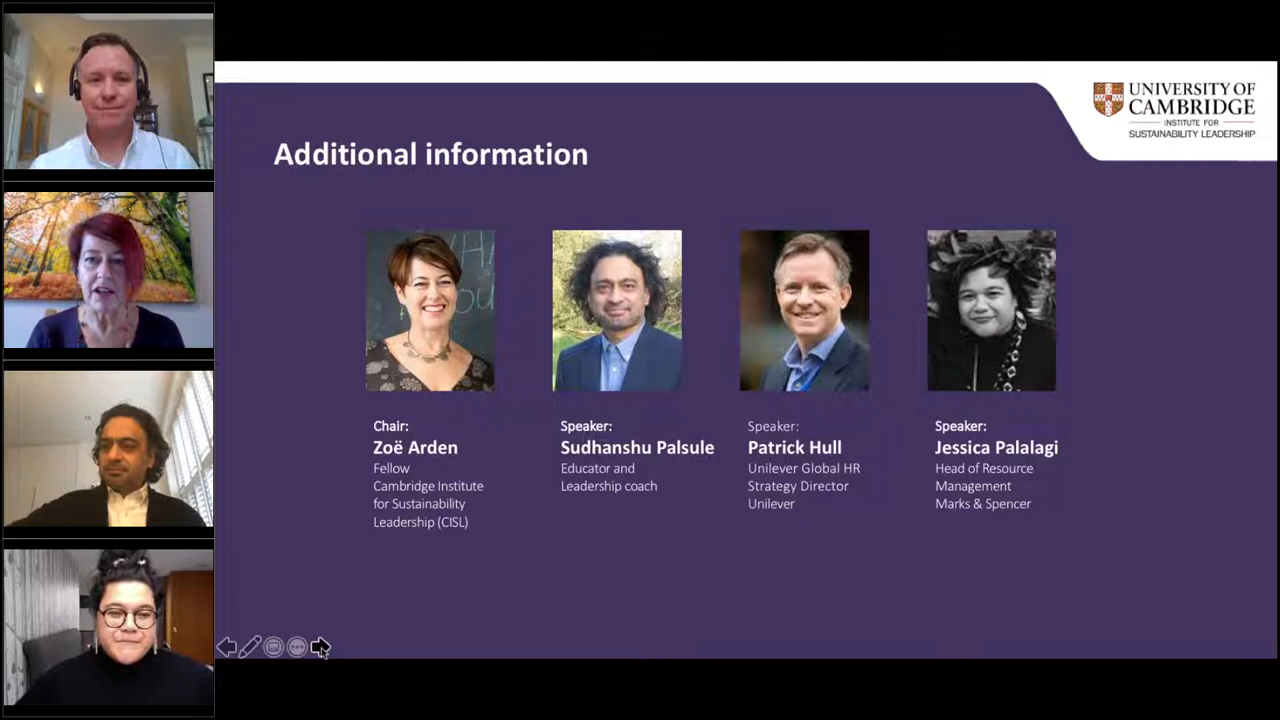 UNIVERSITY OF
CAMBRIDGE
INSTITUTE FOR
SUSTAINABILITY LEADERSHIP
Additional information
Chair:
Zoë Arden
Fellow
Cambridge Institute
for Sustainability
Leadership (CISL)
Speaker:
Sudhanshu Palsule
Educator and
Leadership coach
Speaker:
Patrick Hull
Unilever Global HR
Strategy Director
Unilever
Speaker:
Jessica Palalagi
Head of Resource
Management
Marks & Spencer